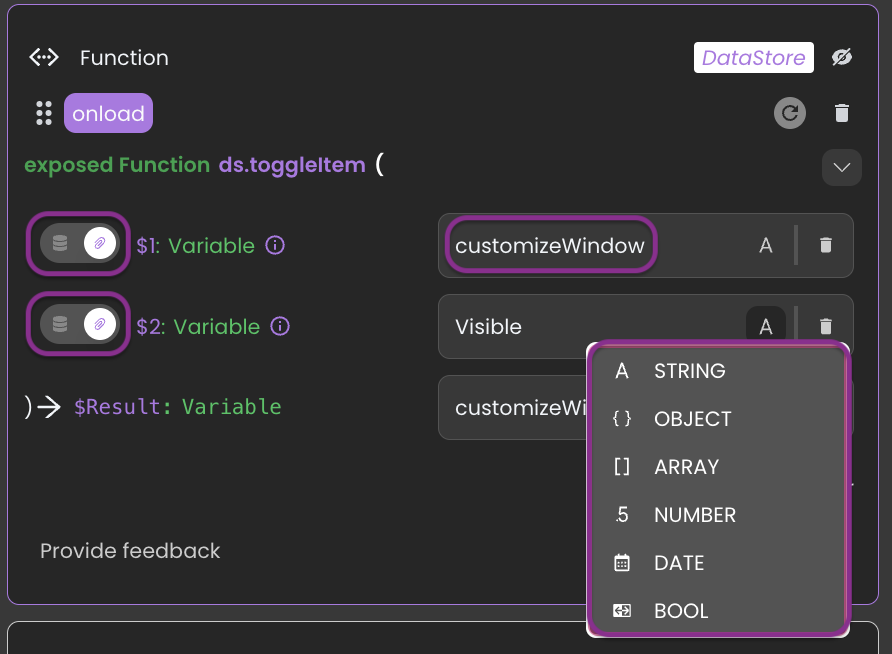 Function DataStore
onload
exposed Function ds.toggleItem (
$1: Variable customizeWindow A
$2: Variable Visible A
)→ $Result: Variable customizeWi
A STRING
{ } OBJECT
[] ARRAY
.5 NUMBER
DATE
BOOL
Provide feedback